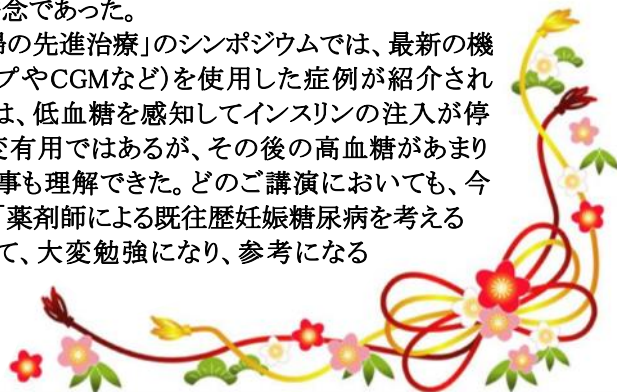 念であった。
の先進治療」のシンポジウムでは、最新の機
プやCGMなど)を使用した症例が紹介され
は、低血糖を感知してインスリンの注入が停
有用ではあるが、その後の高血糖があまり
事も理解できた。どのご講演においても、今
「薬剤師による既往歴妊娠糖尿病を考える
て、大変勉強になり、参考になる